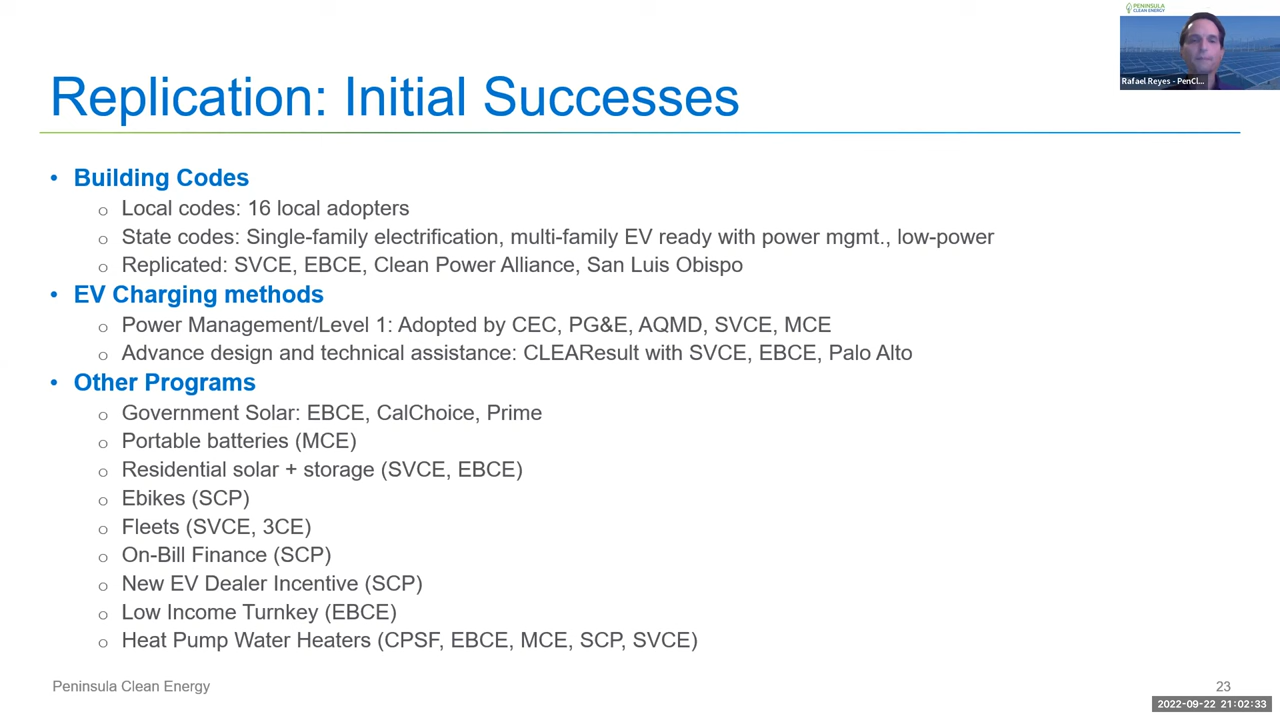 PENINSULA
CLEAN ENERGY
Rafael Reyes - PenCl...
Replication: Initial Successes
• Building Codes
o Local codes: 16 local adopters
o State codes: Single-family electrification, multi-family EV ready with power mgmt., low-power
o Replicated: SVCE, EBCE, Clean Power Alliance, San Luis Obispo
• EV Charging methods
o Power Management/Level 1: Adopted by CEC, PG&E, AQMD, SVCE, MCE
o Advance design and technical assistance: CLEAResult with SVCE, EBCE, Palo Alto
• Other Programs
o Government Solar: EBCE, CalChoice, Prime
o Portable batteries (MCE)
o Residential solar + storage (SVCE, EBCE)
o Ebikes (SCP)
o Fleets (SVCE, 3CE)
o On-Bill Finance (SCP)
o New EV Dealer Incentive (SCP)
o Low Income Turnkey (EBCE)
o Heat Pump Water Heaters (CPSF, EBCE, MCE, SCP, SVCE)
Peninsula Clean Energy
23
2022-09-22 21:02:33